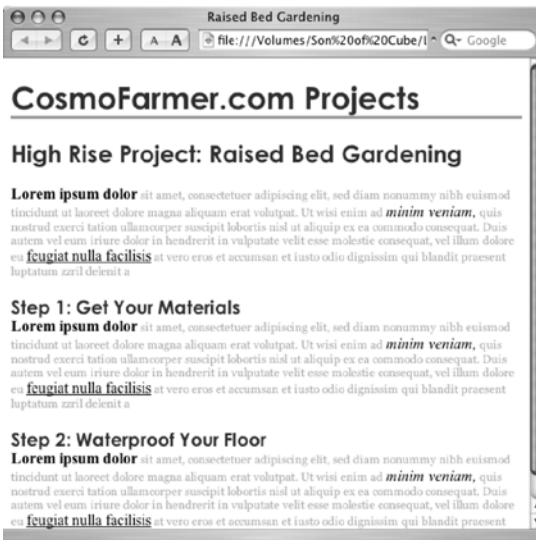 Raised Bed Gardening
A A file:///Volumes/Son%20of%20Cube/l Q Google
CosmoFarmer.com Projects
High Rise Project: Raised Bed Gardening
Lorem ipsum dolor sit amet, consectetuer adipiscing elit, sed diam nonummy nibh euismod
tincidunt ut laoreet dolore magna aliquam erat volutpat. Ut wisi enim ad minim veniam, quis
nostrud exerci tation ullamcorper suscipit lobortis nisl ut aliquip ex ea commodo consequat. Duis
autem vel eum iriure dolor in hendrerit in vulputate velit esse molestie consequat, vel illum dolore
eu feugiat nulla facilisis at vero eros et accumsan et iusto odio dignissim qui blandit praesent
luptatum zzril delenit a
Step 1: Get Your Materials
Lorem ipsum dolor sit amet, consectetuer adipiscing elit, sed diam nonummy nibh euismod
tincidunt ut laoreet dolore magna aliquam erat volutpat. Ut wisi enim ad minim veniam, quis
nostrud exerci tation ullamcorper suscipit lobortis nisl ut aliquip ex ea commodo consequat. Duis
autem vel eum iriure dolor in hendrerit in vulputate velit esse molestie consequat, vel illum dolore
eu feugiat nulla facilisis at vero eros et accumsan et iusto odio dignissim qui blandit praesent
luptatum zzril delenit a
Step 2: Waterproof Your Floor
Lorem ipsum dolor sit amet, consectetuer adipiscing elit, sed diam nonummy nibh euismod
tincidunt ut laoreet dolore magna aliquam erat volutpat. Ut wisi enim ad minim veniam, quis
nostrud exerci tation ullamcorper suscipit lobortis nisl ut aliquip ex ea commodo consequat. Duis
autem vel eum iriure dolor in hendrerit in vulputate velit esse molestie consequat, vel illum dolore
eu feugiat nulla facilisis at vero eros et accumsan et iusto odio dignissim qui blandit praesent